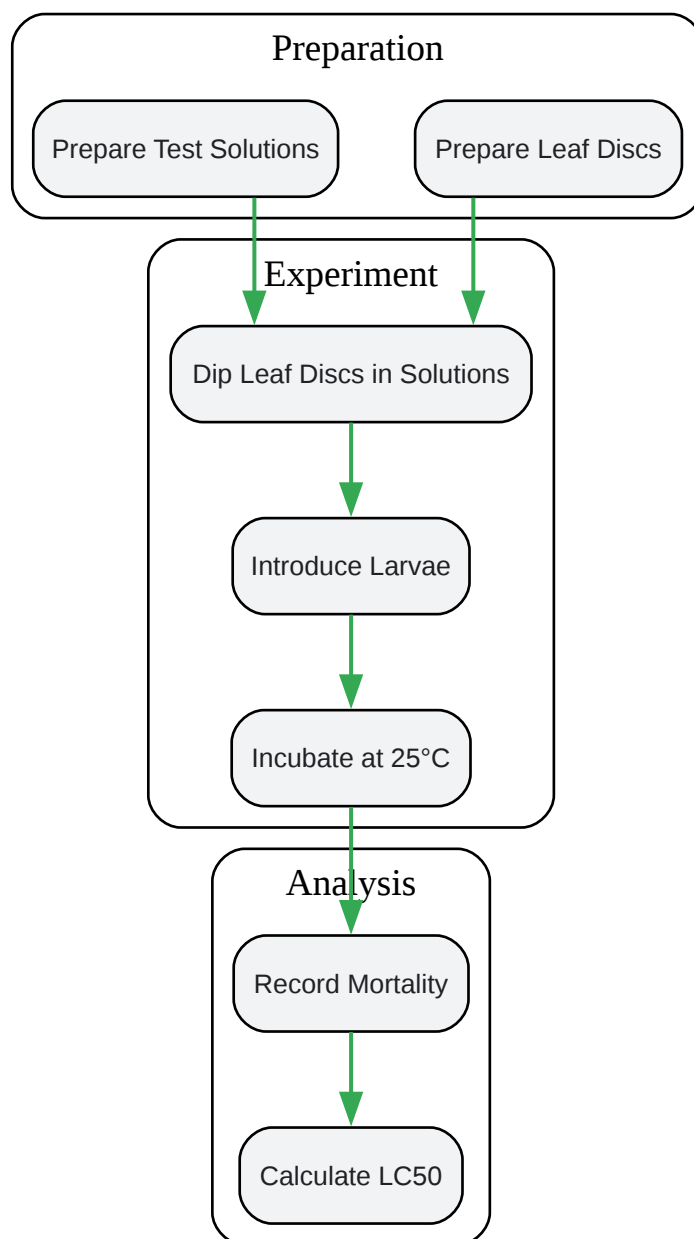 Preparation
Prepare Test Solutions
Prepare Leaf Discs
Experiment
Dip Leaf Discs in Solutions
Introduce Larvae
Incubate at 25°C
Analysis
Record Mortality
Calculate LC50